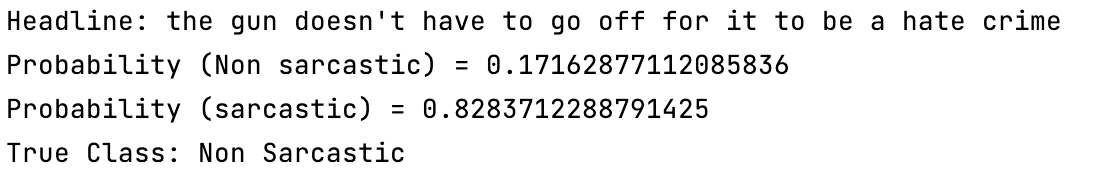 Headline: the gun doesn't have to go off for it to be a hate crime
Probability (Non sarcastic) = 0.17162877112085836
Probability (sarcastic) = 0.8283712288791425
True Class: Non Sarcastic